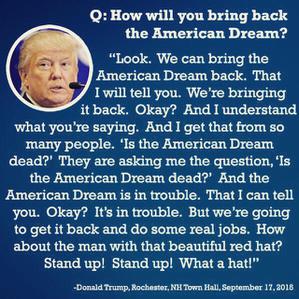 Q: How will you bring back
the American Dream?
“Look. We can bring the
American Dream back. That
I will tell you. We’re bringing
it back. Okay? And I understand
what you’re saying. And I get that from so
many people. ‘Is the American Dream
dead?’ They are asking me the question, ‘Is
the American Dream dead?’ And the
American Dream is in trouble. That I can tell
you. Okay? It’s in trouble. But we’re going
to get it back and do some real jobs. How
about the man with that beautiful red hat?
Stand up! Stand up! What a hat!”
-Donald Trump, Rochester, NH Town Hall, September 17, 2015